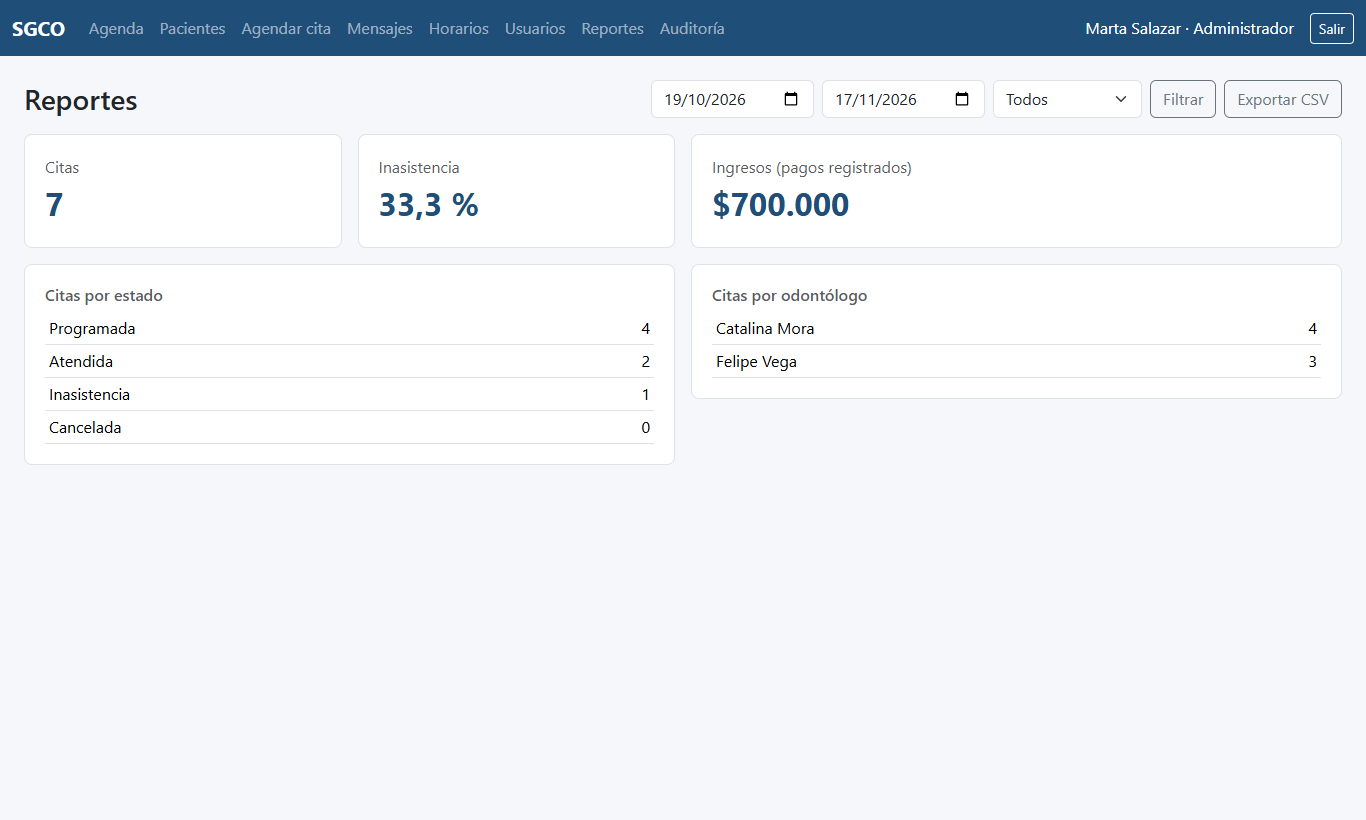 SGCO Agenda Pacientes Agendar cita Mensajes Horarios Usuarios Reportes Auditoría Marta Salazar · Administrador Salir
Reportes 19/10/2026 17/11/2026 Todos Filtrar Exportar CSV
Citas
7
Inasistencia
33,3 %
Ingresos (pagos registrados)
$700.000
Citas por estado
Programada 4
Atendida 2
Inasistencia 1
Cancelada 0
Citas por odontólogo
Catalina Mora 4
Felipe Vega 3